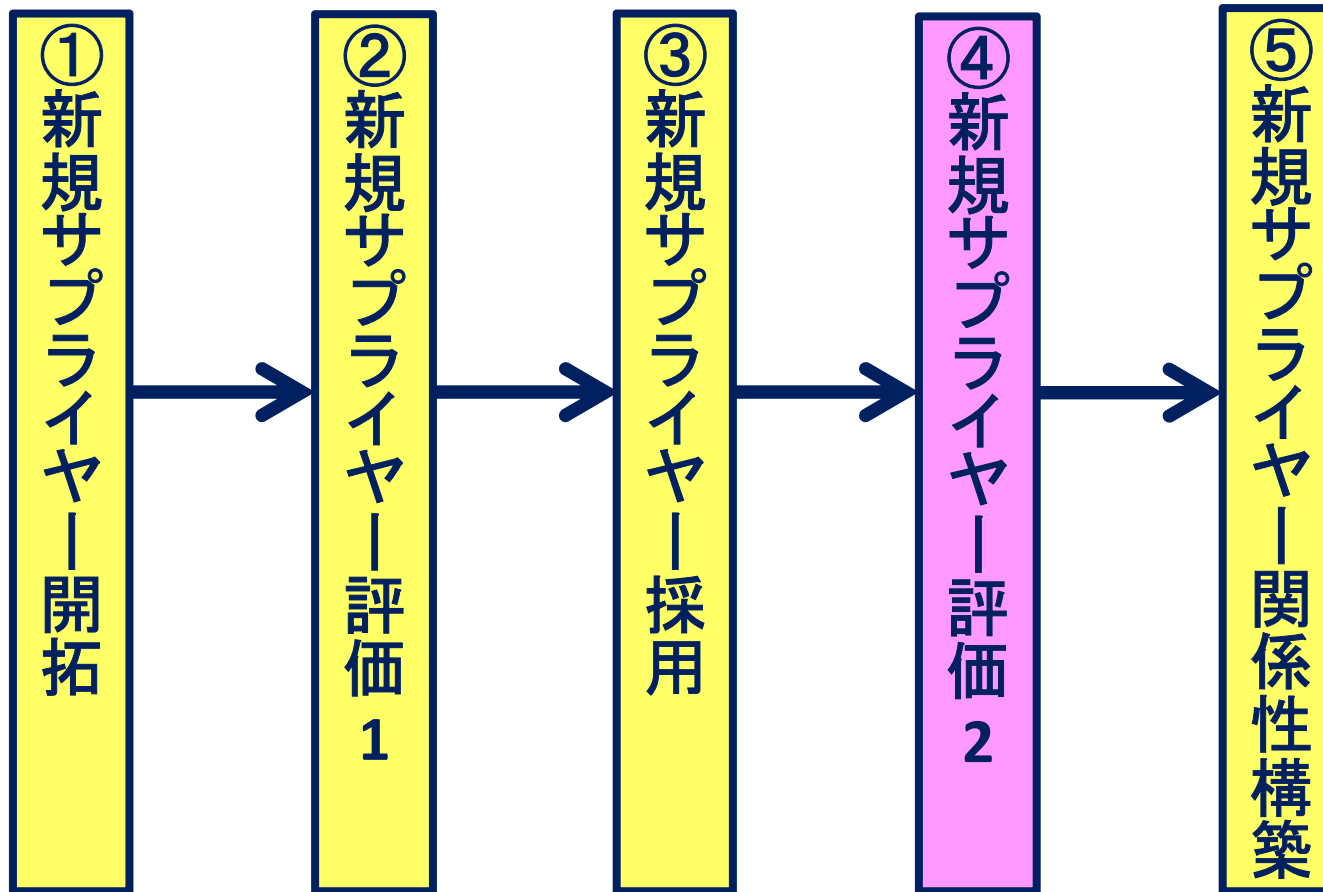 ①新規サプライヤー開拓
②新規サプライヤー評価1
③新規サプライヤー採用
④新規サプライヤー評価2
⑤新規サプライヤー関係性構築